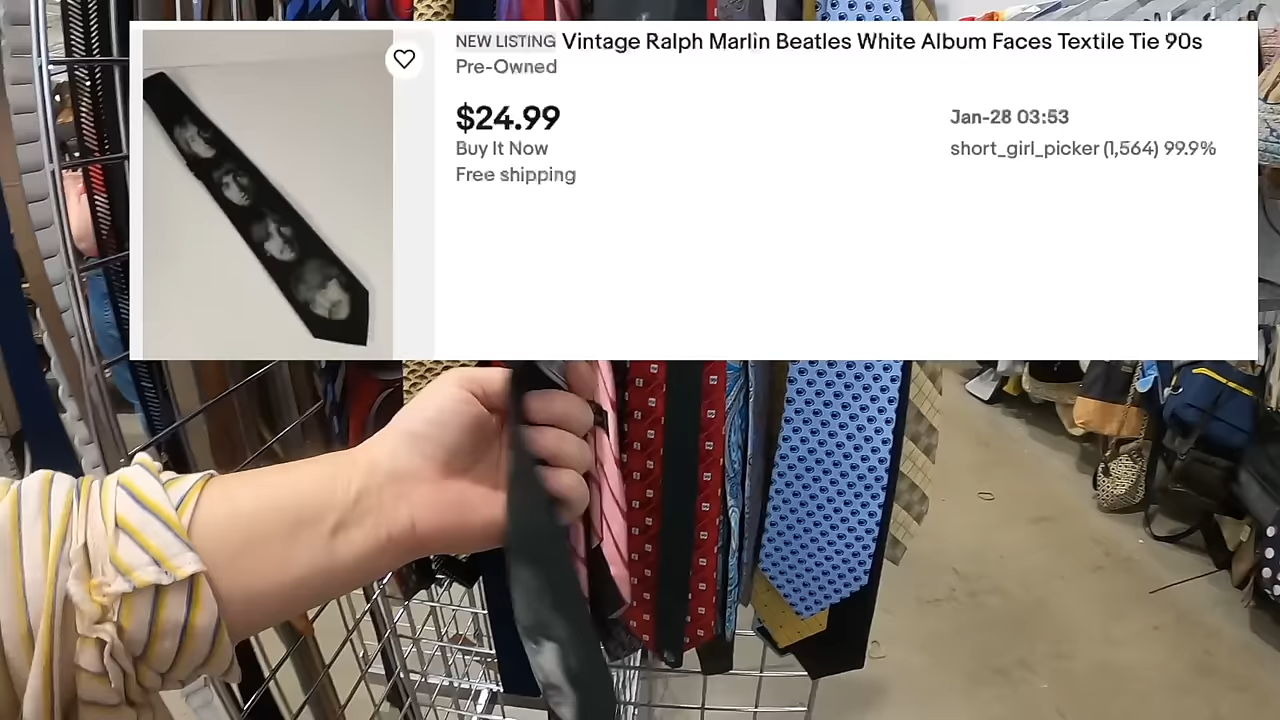 NEW LISTING Vintage Ralph Marlin Beatles White Album Faces Textile Tie 90s
Pre-Owned
$24.99
Jan-28 03:53
Buy It Now
short_girl_picker (1,564) 99.9%
Free shipping